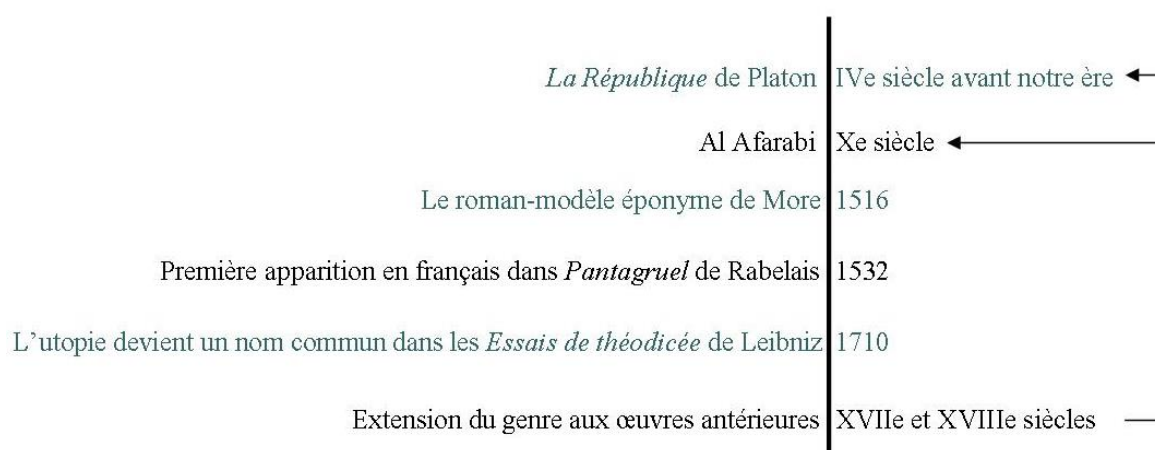 La République de Platon IVe siècle avant notre ère
Al Afarabi Xe siècle
Le roman-modèle éponyme de More 1516
Première apparition en français dans Pantagruel de Rabelais 1532
L'utopie devient un nom commun dans les Essais de théodicée de Leibniz 1710
Extension du genre aux œuvres antérieures XVIIe et XVIIIe siècles